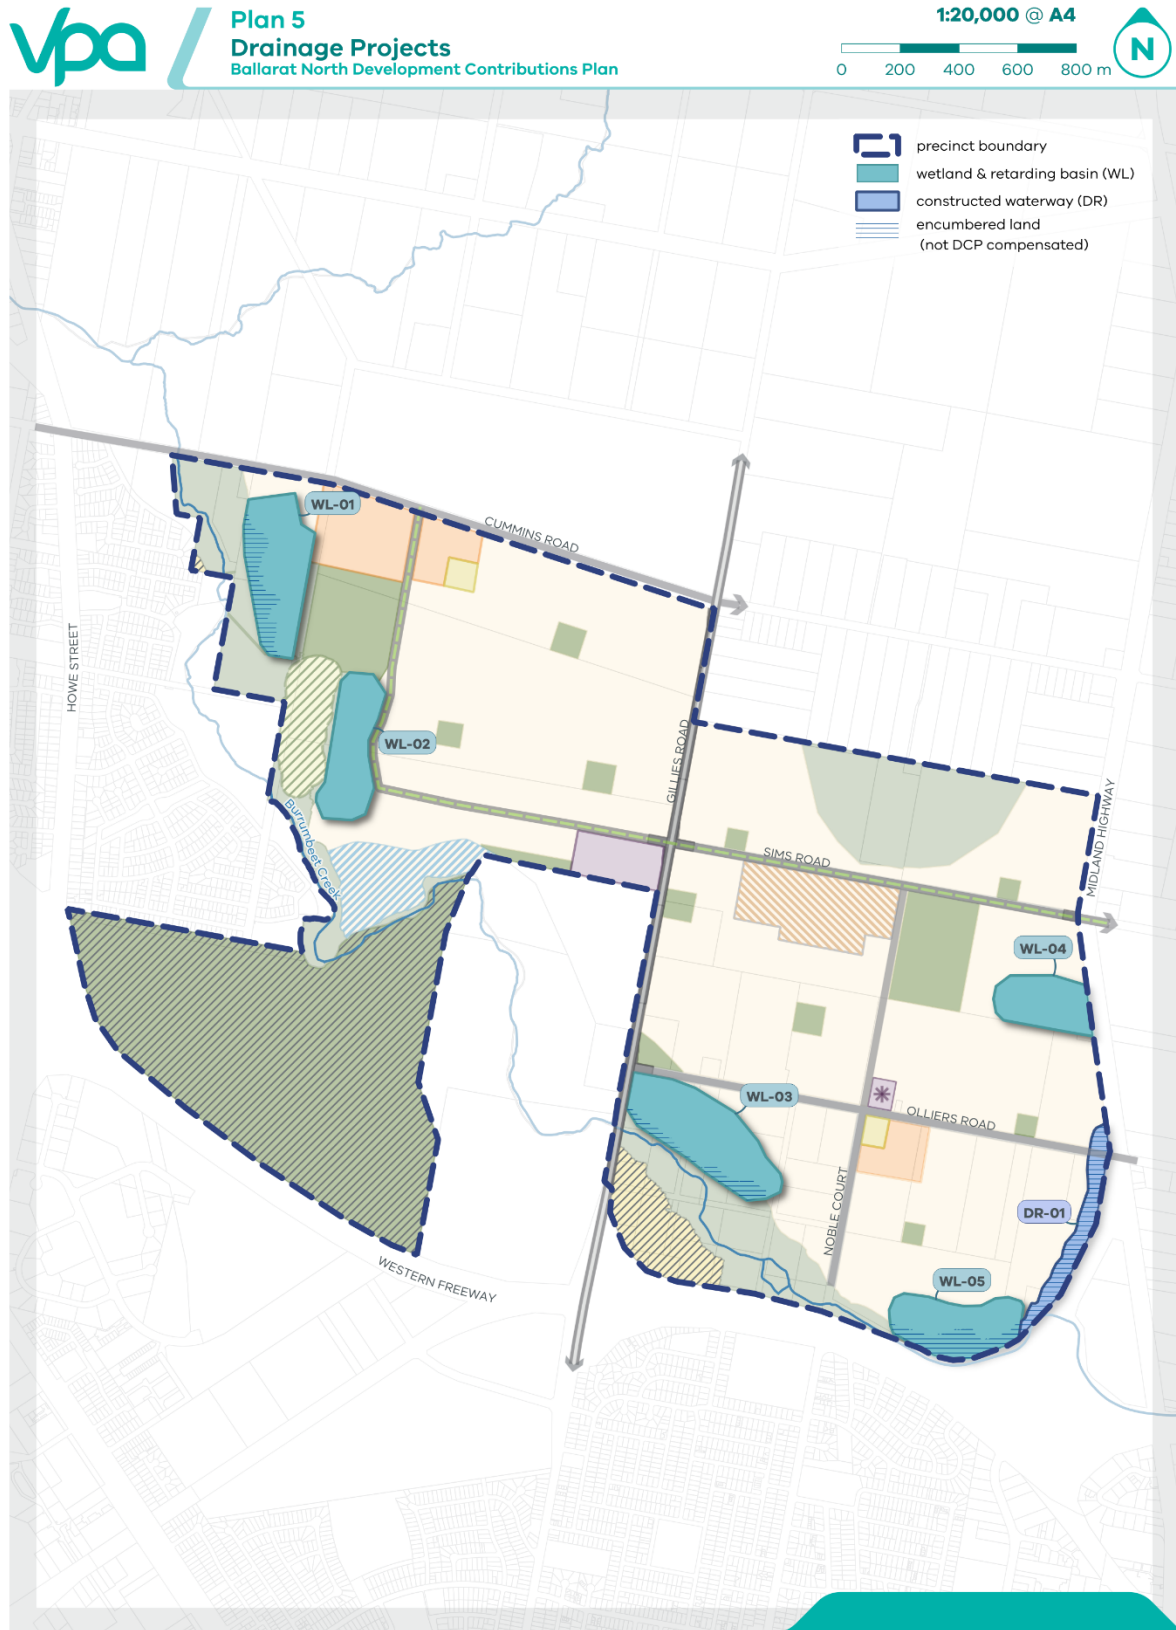 vpa
Plan 5
Drainage Projects
Ballarat North Development Contributions Plan
1:20,000 @ A4
0 200 400 600 800 m
N
precinct boundary
wetland & retarding basin (WL)
constructed waterway (DR)
encumbered land
(not DCP compensated)
WL-01
CUMMINS ROAD
HOWE STREET
WL-02
GILLIES ROAD
Burrumbeet Creek
SIMS ROAD
MIDLAND HIGHWAY
WL-04
WL-03
OLLIERS ROAD
NOBLE COURT
DR-01
WESTERN FREEWAY
WL-05